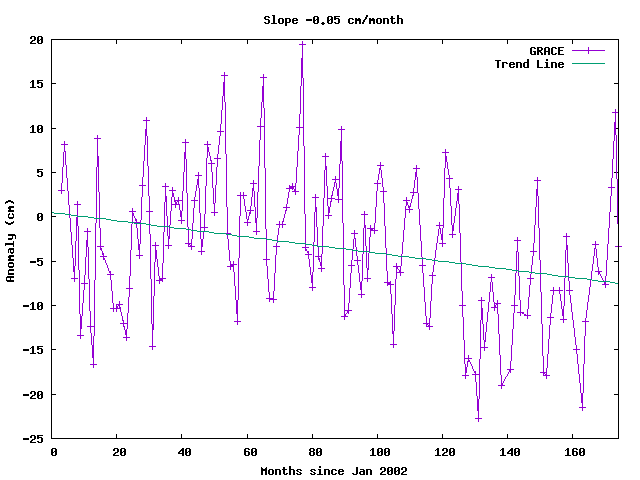 Slope -0.05 cm/month
GRACE
Trend Line
20
15
10
5
0
-5
-10
-15
-20
-25
Anomaly (cm)
0 20 40 60 80 100 120 140 160
Months since Jan 2002